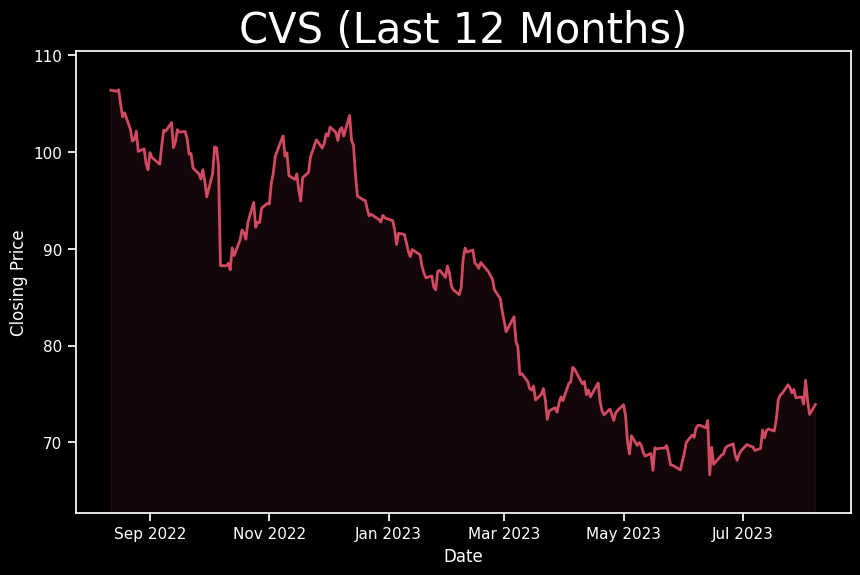 CVS (Last 12 Months)
110
100
90
80
70
Closing Price
Sep 2022 Nov 2022 Jan 2023 Mar 2023 May 2023 Jul 2023
Date